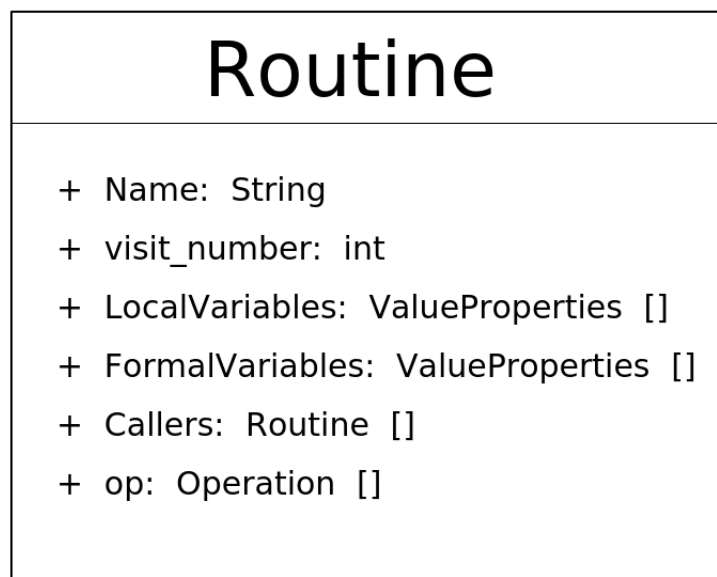 Routine
+ Name: String
+ visit_number: int
+ LocalVariables: ValueProperties []
+ FormalVariables: ValueProperties []
+ Callers: Routine []
+ op: Operation []